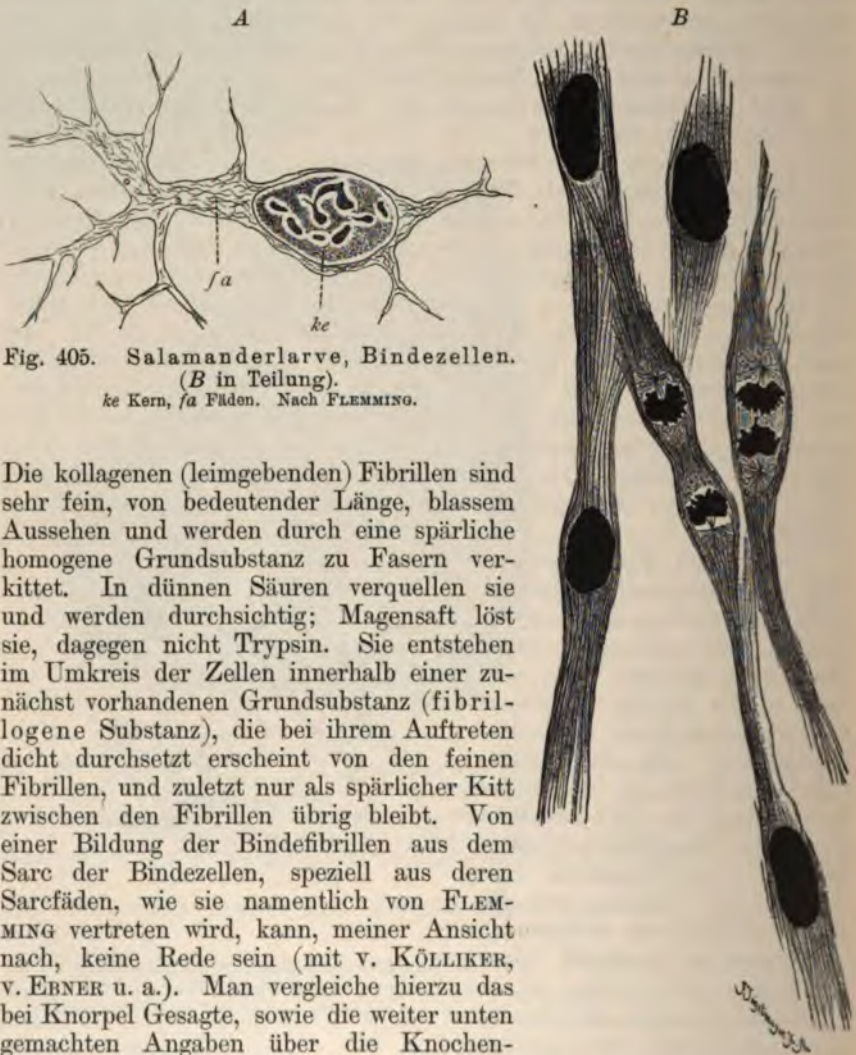 A
B
fa
ke
Fig. 405. Salamanderlarve, Bindezellen.
(B in Teilung).
ke Kern, fa Fäden. Nach FLEMMING.
Die kollagenen (leimgebenden) Fibrillen sind
sehr fein, von bedeutender Länge, blassem
Aussehen und werden durch eine spärliche
homogene Grundsubstanz zu Fasern ver-
kittet. In dünnen Säuren verquellen sie
und werden durchsichtig; Magensaft löst
sie, dagegen nicht Trypsin. Sie entstehen
im Umkreis der Zellen innerhalb einer zu-
nächst vorhandenen Grundsubstanz (fibril-
logene Substanz), die bei ihrem Auftreten
dicht durchsetzt erscheint von den feinen
Fibrillen, und zuletzt nur als spärlicher Kitt
zwischen den Fibrillen übrig bleibt. Von
einer Bildung der Bindefibrillen aus dem
Sarc der Bindezellen, speziell aus deren
Sarcfäden, wie sie namentlich von FLEM-
MING vertreten wird, kann, meiner Ansicht
nach, keine Rede sein (mit v. KÖLLIKER,
v. EBNER u. a.). Man vergleiche hierzu das
bei Knorpel Gesagte, sowie die weiter unten
gemachten Angaben über die Knochen-